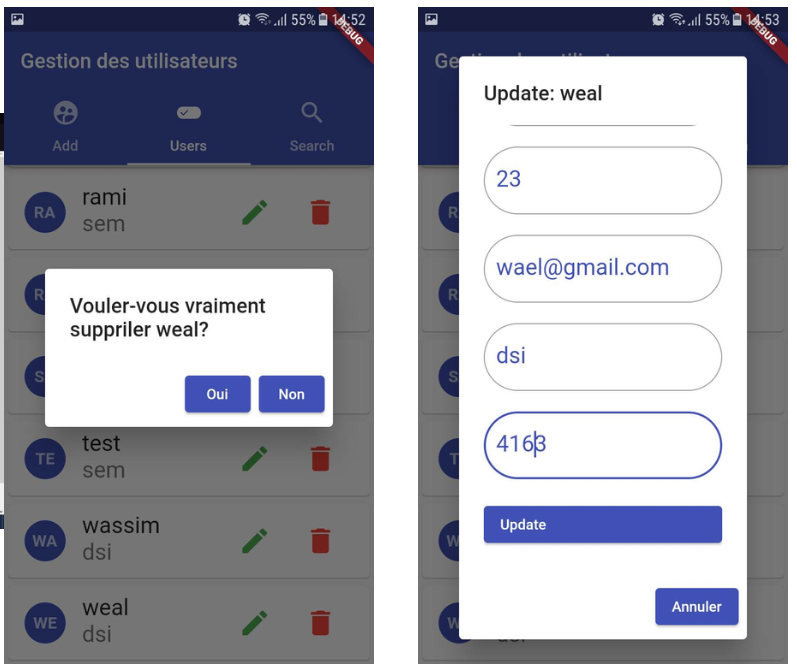 55% 14:52
DEBUG
Gestion des utilisateurs
Add
Users
Search
RA
rami
sem
R
S
Vouler-vous vraiment
suppriler weal?
Oui
Non
TE
test
sem
WA
wassim
dsi
WE
weal
dsi
55% 14:53
DEBUG
Update: weal
23
wael@gmail.com
dsi
4163
Update
Annuler